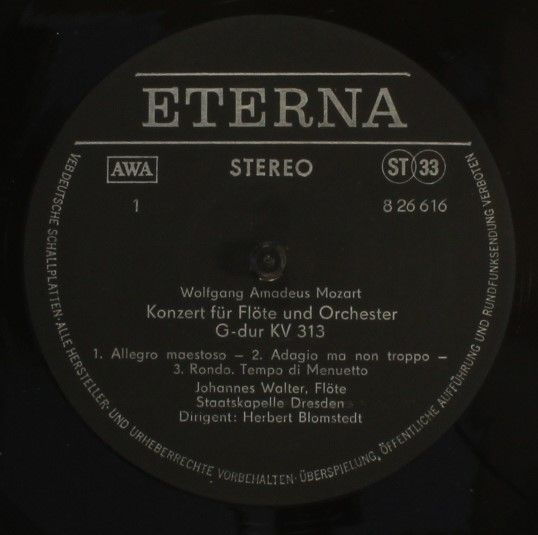 ETERNA
AWA STEREO ST 33
1 8 26 616
Wolfgang Amadeus Mozart
Konzert für Flöte und Orchester
G-dur KV 313
1. Allegro maestoso – 2. Adagio ma non troppo –
3. Rondo. Tempo di Menuetto
Johannes Walter, Flöte
Staatskapelle Dresden
Dirigent: Herbert Blomstedt
VEB DEUTSCHE SCHALLPLATTEN · ALLE HERSTELLER- UND URHEBERRECHTE VORBEHALTEN · ÜBERSPIELUNG, ÖFFENTLICHE AUFFÜHRUNG UND RUNDFUNKSENDUNG VERBOTEN